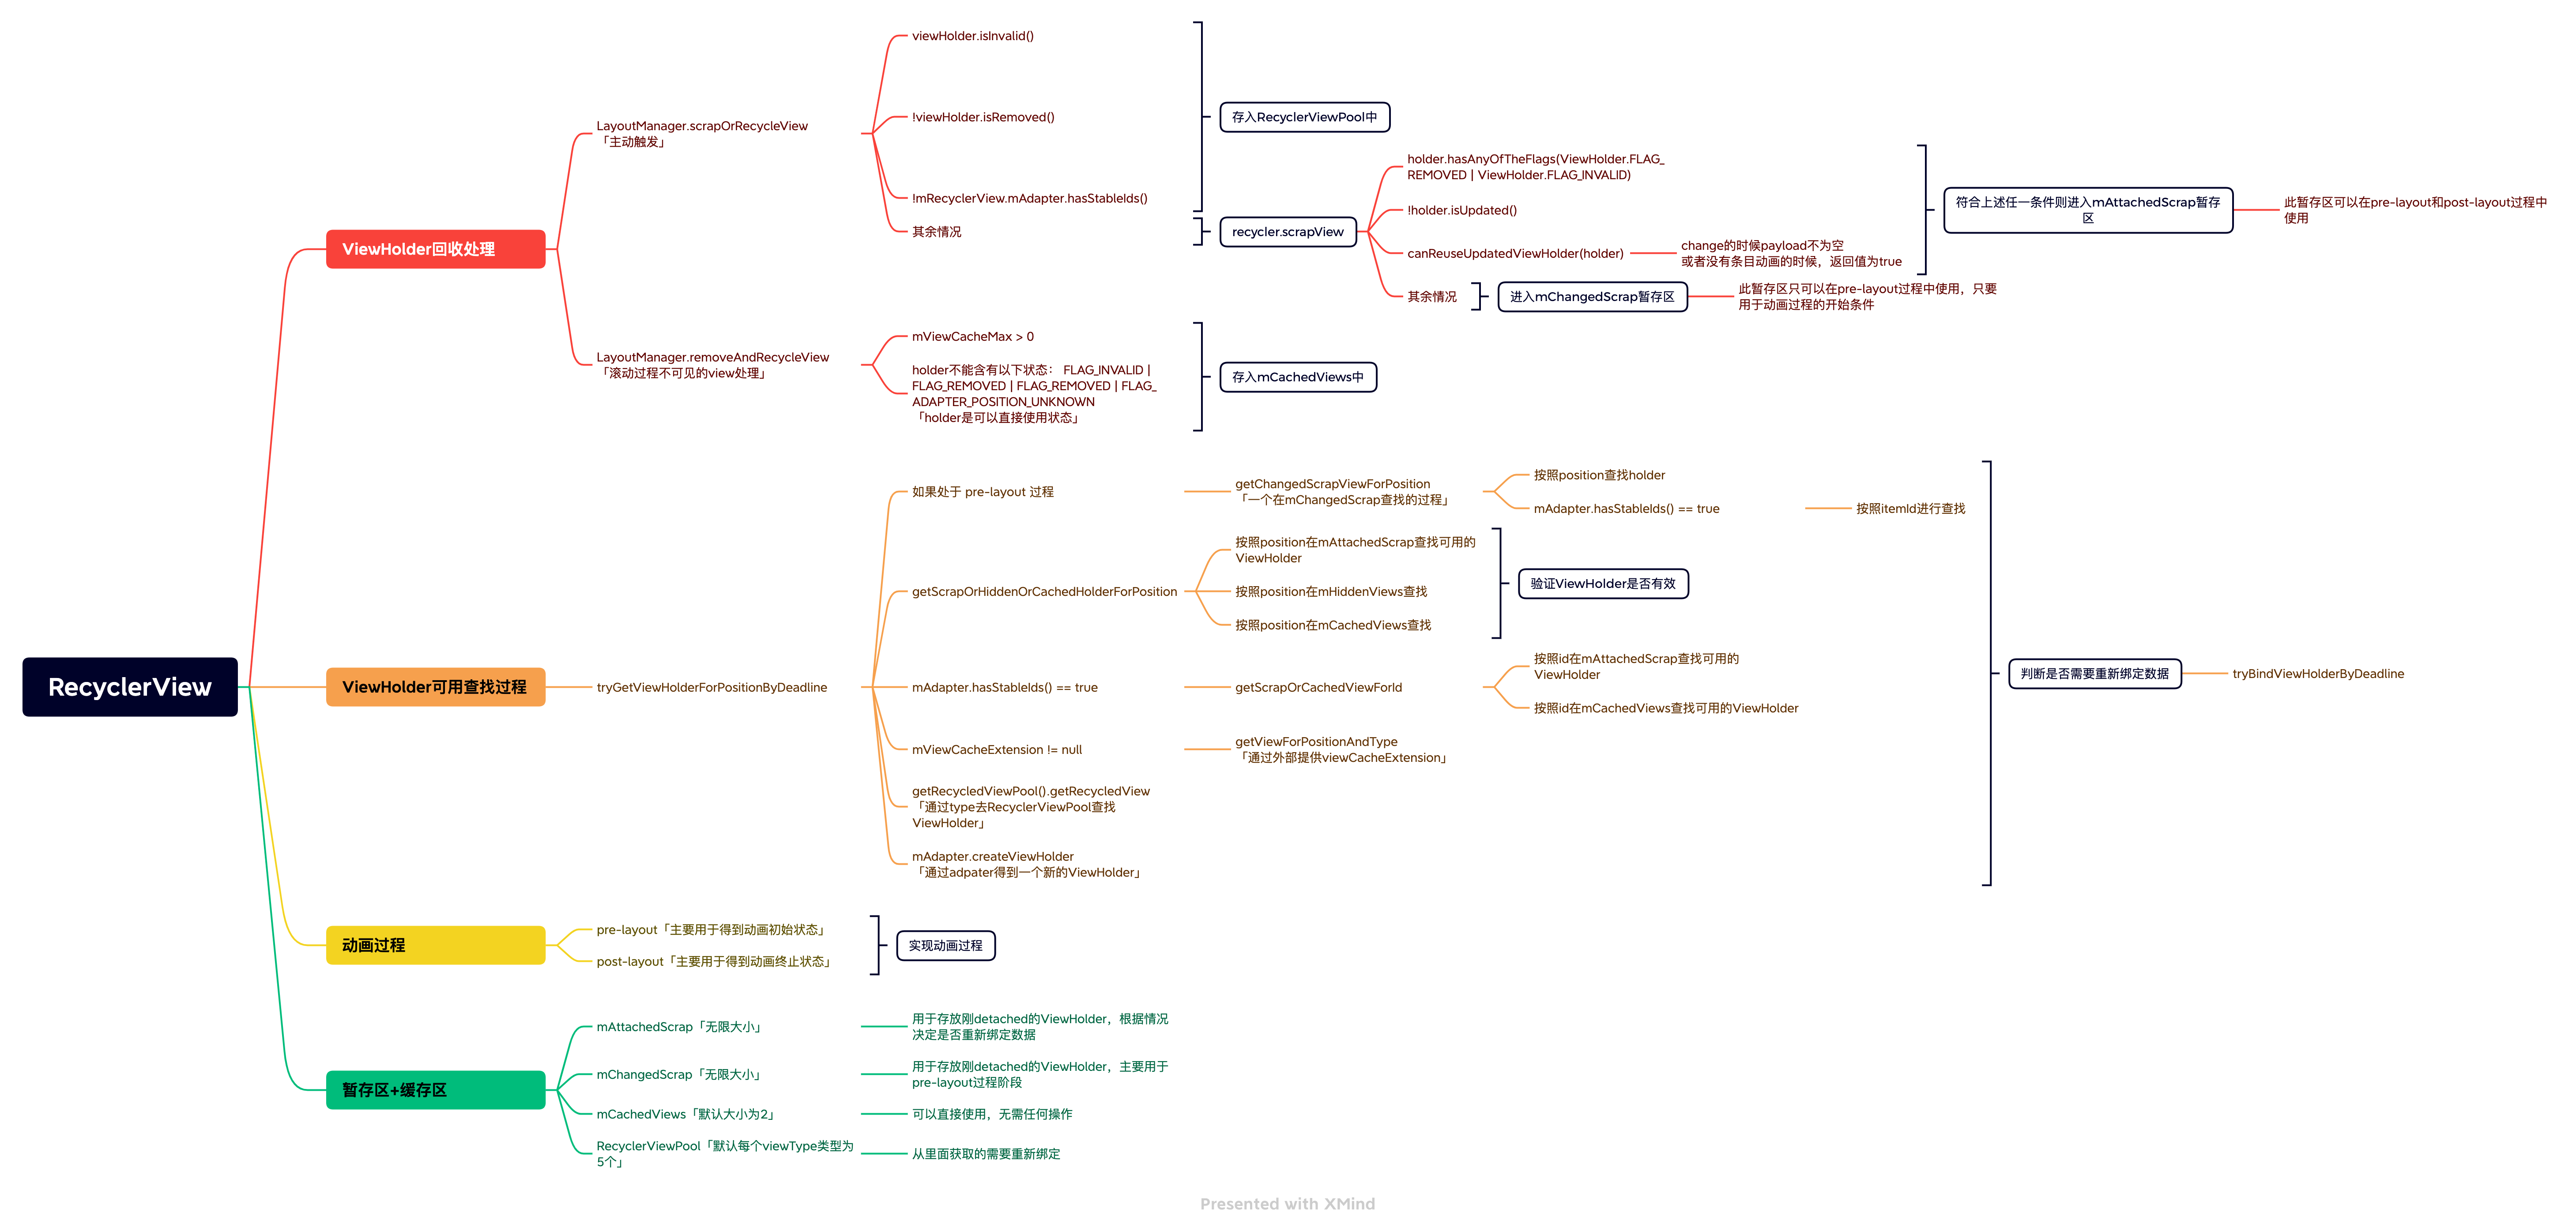 RecyclerView
ViewHolder回收处理
LayoutManager.scrapOrRecycleView
「主动触发」
viewHolder.isInvalid()
!viewHolder.isRemoved()
!mRecyclerView.mAdapter.hasStableIds()
存入RecyclerViewPool中
其余情况
recycler.scrapView
holder.hasAnyOfTheFlags(ViewHolder.FLAG_
REMOVED | ViewHolder.FLAG_INVALID)
!holder.isUpdated()
canReuseUpdatedViewHolder(holder)
change的时候payload不为空
或者没有条目动画的时候，返回值为true
符合上述任一条件则进入mAttachedScrap暂存
区
此暂存区可以在pre-layout和post-layout过程中
使用
其余情况
进入mChangedScrap暂存区
此暂存区只可以在pre-layout过程中使用，只要
用于动画过程的开始条件
LayoutManager.removeAndRecycleView
「滚动过程不可见的view处理」
mViewCacheMax > 0
holder不能含有以下状态： FLAG_INVALID |
FLAG_REMOVED | FLAG_REMOVED | FLAG_
ADAPTER_POSITION_UNKNOWN
「holder是可以直接使用状态」
存入mCachedViews中
ViewHolder可用查找过程
tryGetViewHolderForPositionByDeadline
如果处于 pre-layout 过程
getChangedScrapViewForPosition
「一个在mChangedScrap查找的过程」
按照position查找holder
mAdapter.hasStableIds() == true
按照itemId进行查找
getScrapOrHiddenOrCachedHolderForPosition
按照position在mAttachedScrap查找可用的
ViewHolder
按照position在mHiddenViews查找
按照position在mCachedViews查找
验证ViewHolder是否有效
mAdapter.hasStableIds() == true
getScrapOrCachedViewForId
按照id在mAttachedScrap查找可用的
ViewHolder
按照id在mCachedViews查找可用的ViewHolder
mViewCacheExtension != null
getViewForPositionAndType
「通过外部提供viewCacheExtension」
getRecycledViewPool().getRecycledView
「通过type去RecyclerViewPool查找
ViewHolder」
mAdapter.createViewHolder
「通过adpater得到一个新的ViewHolder」
判断是否需要重新绑定数据
tryBindViewHolderByDeadline
动画过程
pre-layout「主要用于得到动画初始状态」
post-layout「主要用于得到动画终止状态」
实现动画过程
暂存区+缓存区
mAttachedScrap「无限大小」
用于存放刚detached的ViewHolder，根据情况
决定是否重新绑定数据
mChangedScrap「无限大小」
用于存放刚detached的ViewHolder，主要用于
pre-layout过程阶段
mCachedViews「默认大小为2」
可以直接使用，无需任何操作
RecyclerViewPool「默认每个viewType类型为
5个」
从里面获取的需要重新绑定
Presented with XMind